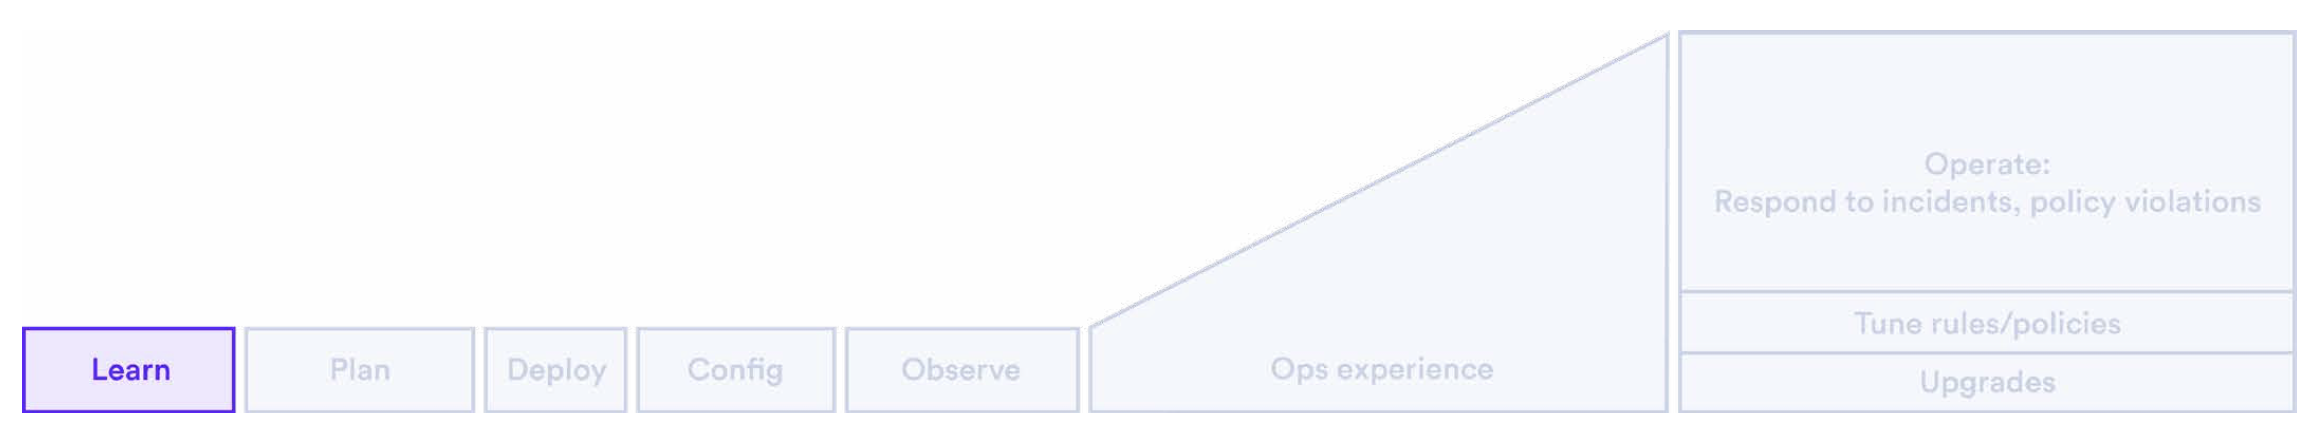 Learn
Plan
Deploy
Config
Observe
Ops experience
Operate:
Respond to incidents, policy violations
Tune rules/policies
Upgrades